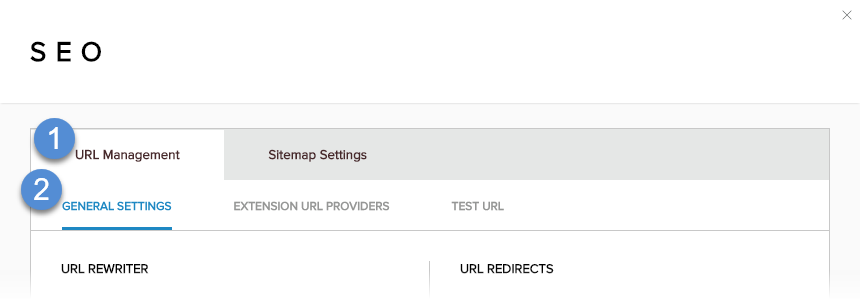 SEO
1
URL Management Sitemap Settings
2
GENERAL SETTINGS EXTENSION URL PROVIDERS TEST URL
URL REWRITER URL REDIRECTS